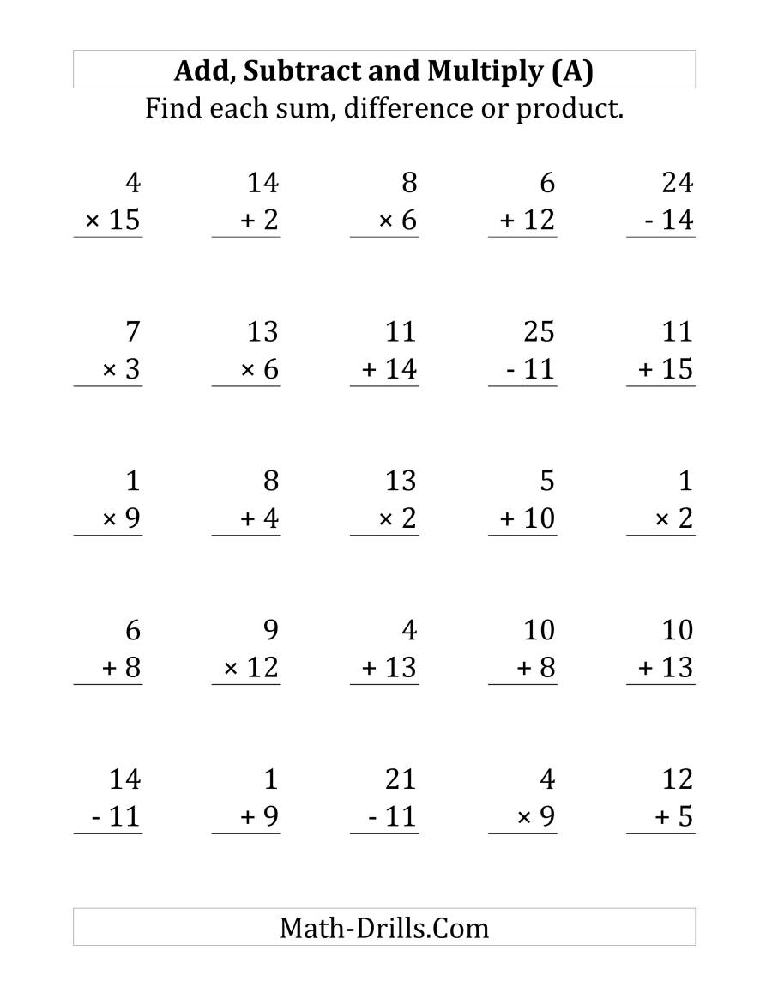 Add, Subtract and Multiply (A)
Find each sum, difference or product.
4 14 8 6 24
× 15 + 2 × 6 + 12 - 14
7 13 11 25 11
× 3 × 6 + 14 - 11 + 15
1 8 13 5 1
× 9 + 4 × 2 + 10 × 2
6 9 4 10 10
+ 8 × 12 + 13 + 8 + 13
14 1 21 4 12
- 11 + 9 - 11 × 9 + 5
Math-Drills.Com